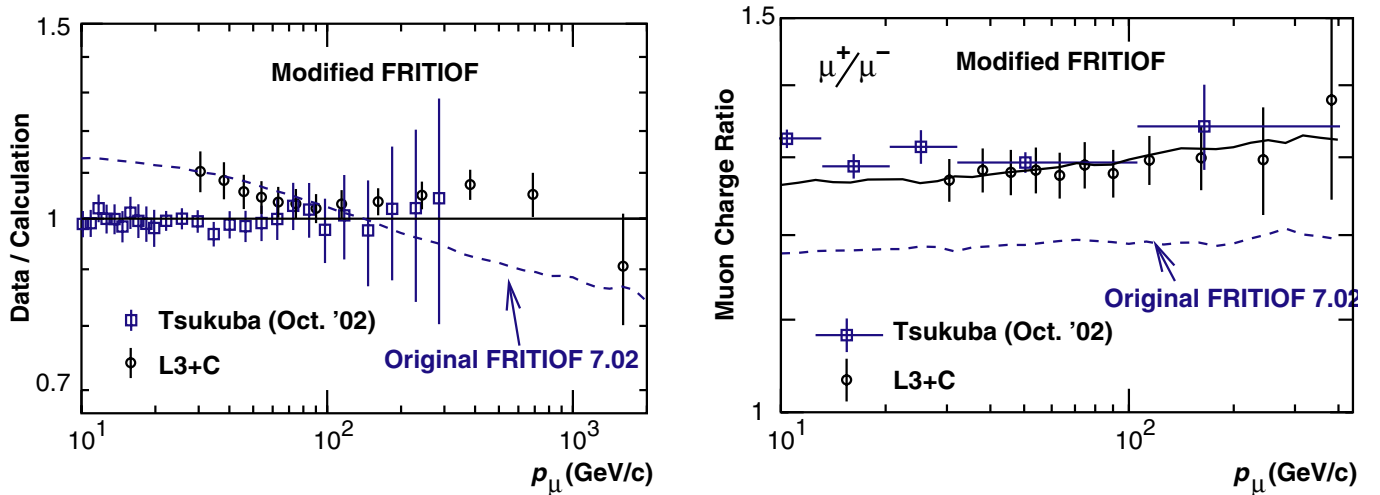 1.5
Modified FRITIOF
Data / Calculation
1
Tsukuba (Oct. '02)
L3+C
Original FRITIOF 7.02
0.7
10^1
10^2
10^3
p_μ (GeV/c)
1.5
μ^+/μ^-
Modified FRITIOF
Muon Charge Ratio
Original FRITIOF 7.02
Tsukuba (Oct. '02)
L3+C
1
10^1
10^2
p_μ (GeV/c)